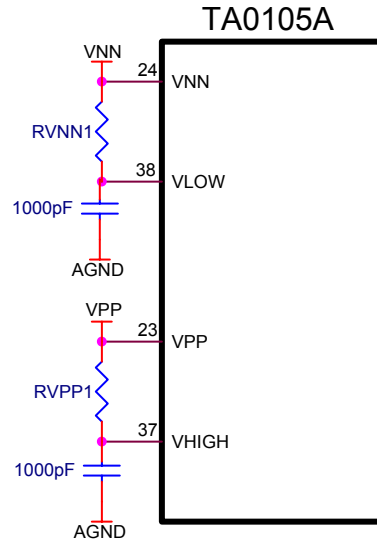 TA0105A
VNN
24
VNN
RVNN1
38
VLOW
1000pF
AGND
VPP
23
VPP
RVPP1
37
VHIGH
1000pF
AGND